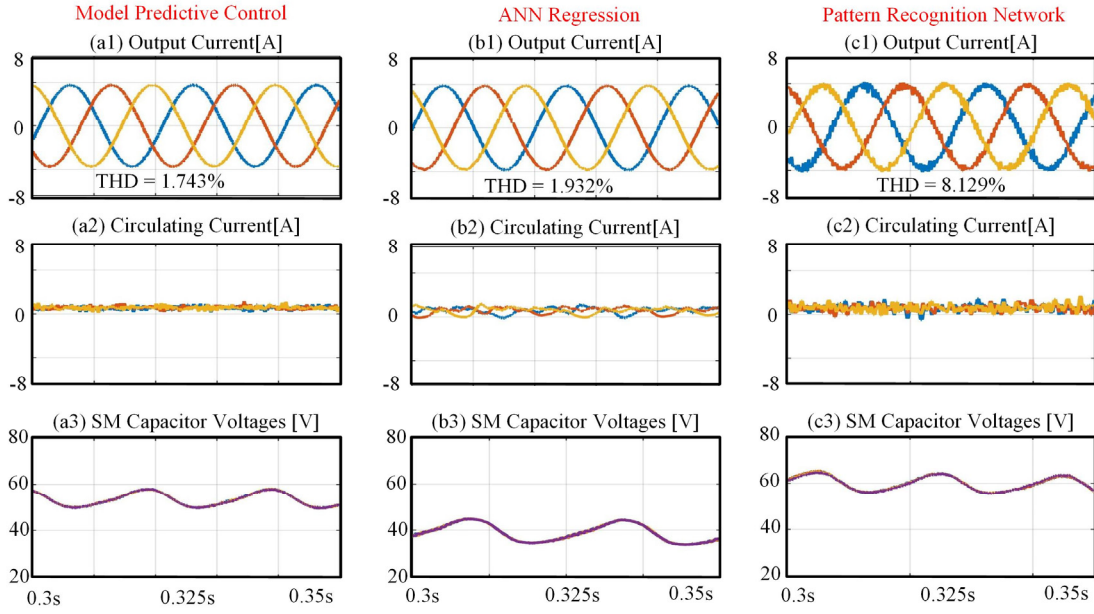 Model Predictive Control
ANN Regression
Pattern Recognition Network
(a1) Output Current[A]
(b1) Output Current[A]
(c1) Output Current[A]
8
0
-8
THD = 1.743%
8
0
-8
THD = 1.932%
8
0
-8
THD = 8.129%
(a2) Circulating Current[A]
(b2) Circulating Current[A]
(c2) Circulating Current[A]
8
0
-8
8
0
-8
8
0
-8
(a3) SM Capacitor Voltages [V]
(b3) SM Capacitor Voltages [V]
(c3) SM Capacitor Voltages [V]
80
60
40
20
80
60
40
20
80
60
40
20
0.3s 0.325s 0.35s
0.3s 0.325s 0.35s
0.3s 0.325s 0.35s